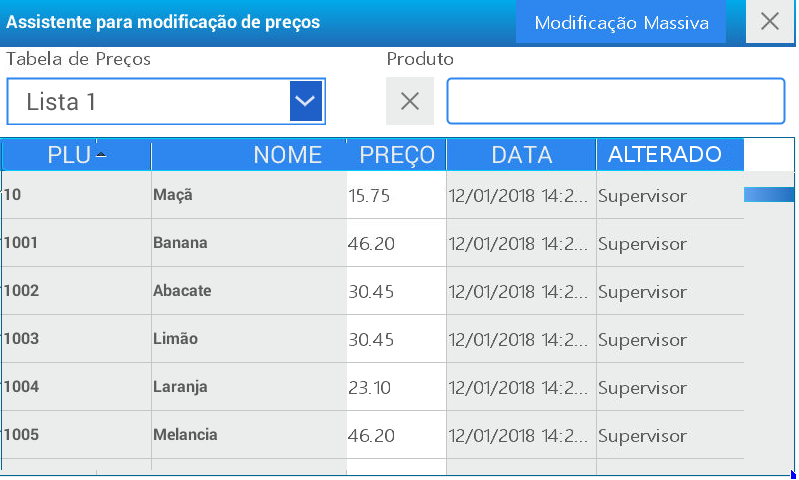 Assistente para modificação de preços Modificação Massiva
Tabela de Preços Produto
Lista 1
PLU NOME PREÇO DATA ALTERADO
10 Maçã 15.75 12/01/2018 14:2... Supervisor
1001 Banana 46.20 12/01/2018 14:2... Supervisor
1002 Abacate 30.45 12/01/2018 14:2... Supervisor
1003 Limão 30.45 12/01/2018 14:2... Supervisor
1004 Laranja 23.10 12/01/2018 14:2... Supervisor
1005 Melancia 46.20 12/01/2018 14:2... Supervisor